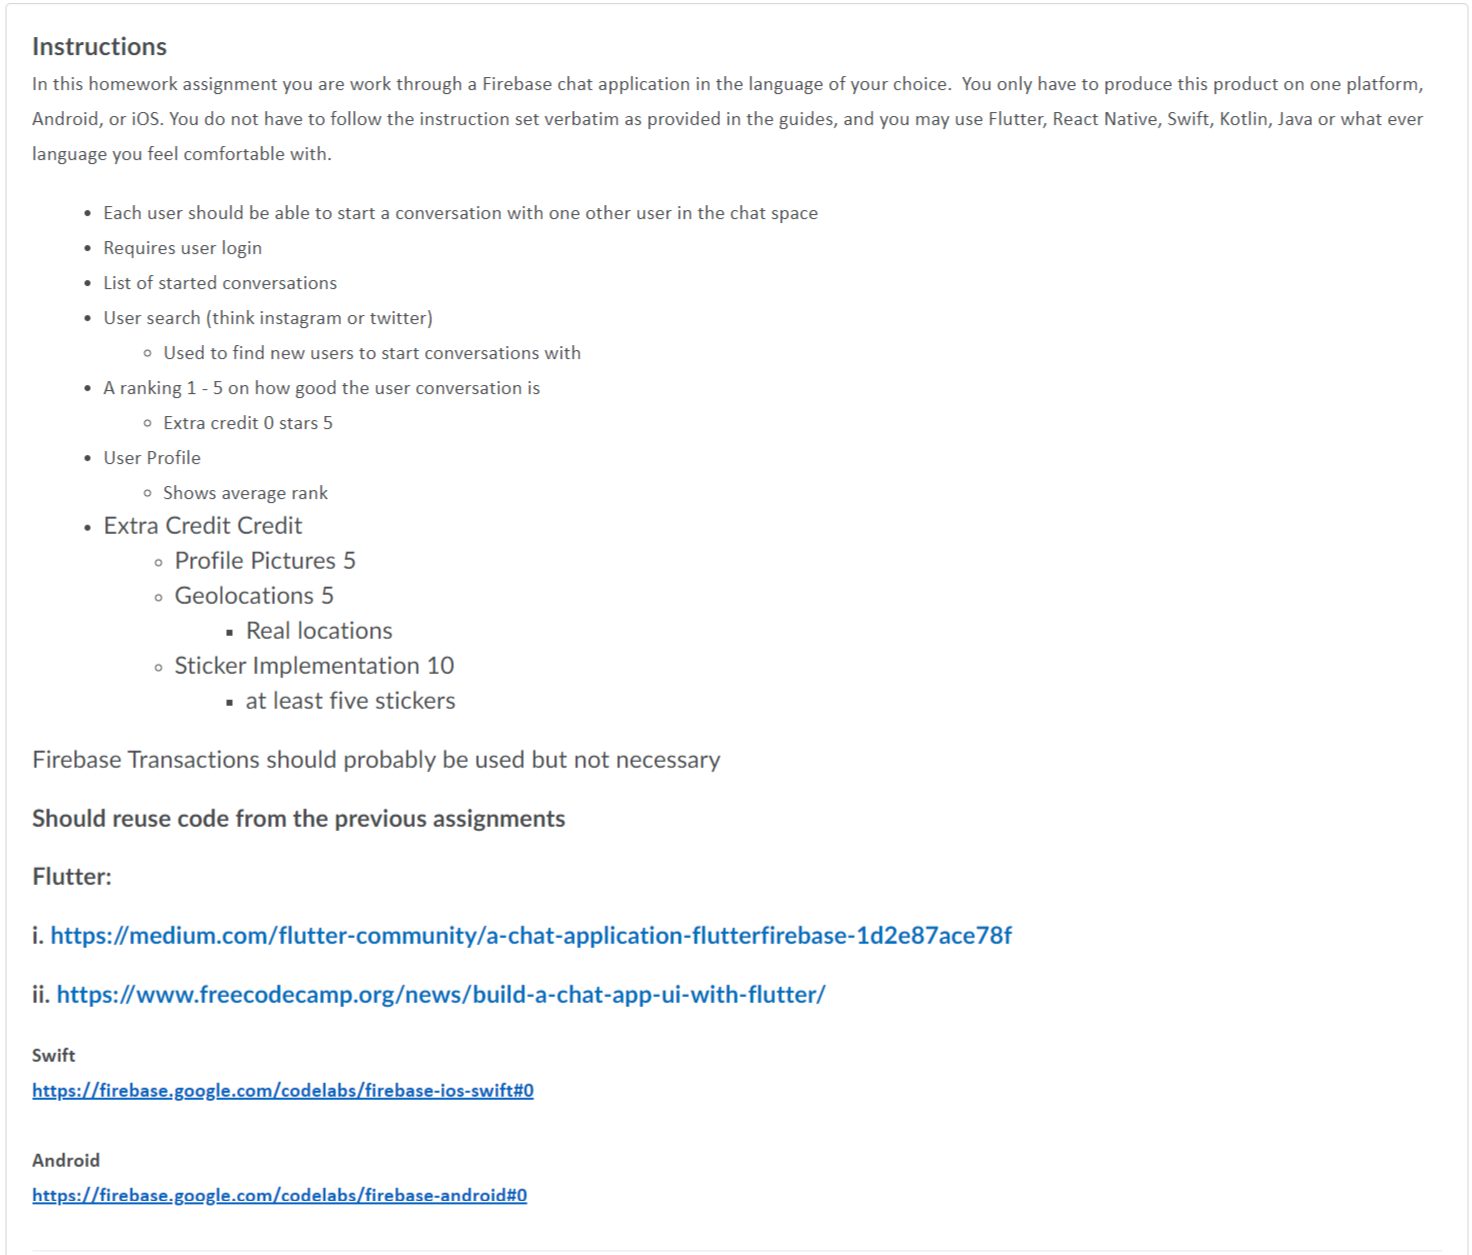 Instructions
In this homework assignment you are work through a Firebase chat application in the language of your choice.  You only have to produce this product on one platform,
Android, or iOS. You do not have to follow the instruction set verbatim as provided in the guides, and you may use Flutter, React Native, Swift, Kotlin, Java or what ever
language you feel comfortable with.
• Each user should be able to start a conversation with one other user in the chat space
• Requires user login
• List of started conversations
• User search (think instagram or twitter)
◦ Used to find new users to start conversations with
• A ranking 1 - 5 on how good the user conversation is
◦ Extra credit 0 stars 5
• User Profile
◦ Shows average rank
• Extra Credit Credit
◦ Profile Pictures 5
◦ Geolocations 5
▪ Real locations
◦ Sticker Implementation 10
▪ at least five stickers
Firebase Transactions should probably be used but not necessary
Should reuse code from the previous assignments
Flutter:
i. https://medium.com/flutter-community/a-chat-application-flutterfirebase-1d2e87ace78f
ii. https://www.freecodecamp.org/news/build-a-chat-app-ui-with-flutter/
Swift
https://firebase.google.com/codelabs/firebase-ios-swift#0
Android
https://firebase.google.com/codelabs/firebase-android#0